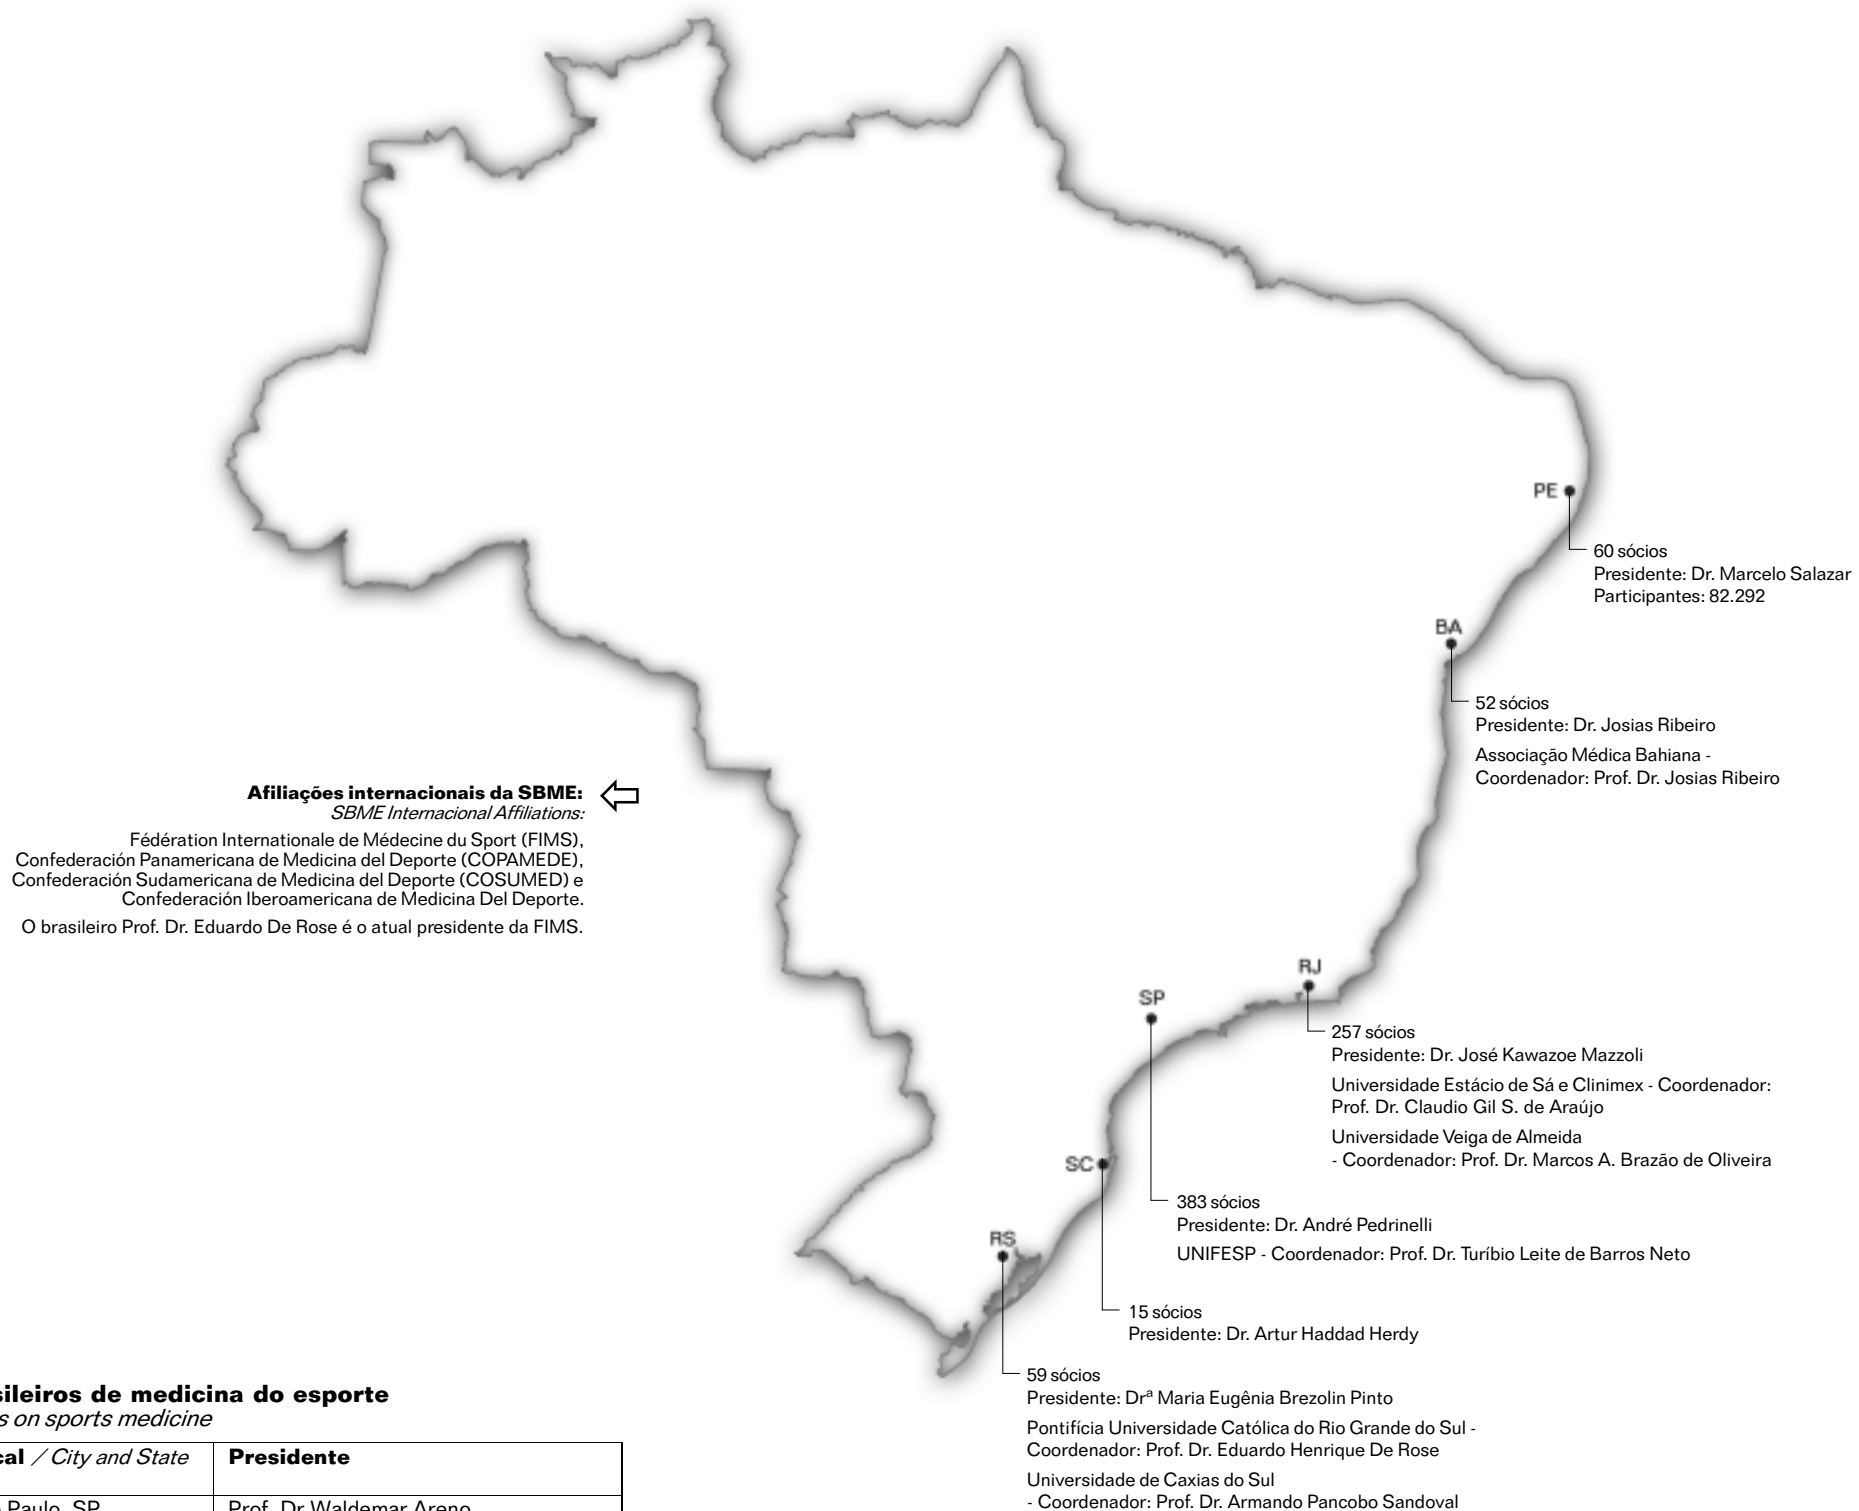 PE
60 sócios
Presidente: Dr. Marcelo Salazar
Participantes: 82.292
BA
52 sócios
Presidente: Dr. Josias Ribeiro
Associação Médica Bahiana -
Coordenador: Prof. Dr. Josias Ribeiro
Afiliações internacionais da SBME:
SBME Internacional Affiliations:
Fédération Internationale de Médecine du Sport (FIMS),
Confederación Panamericana de Medicina del Deporte (COPAMEDE),
Confederación Sudamericana de Medicina del Deporte (COSUMED) e
Confederación Iberoamericana de Medicina Del Deporte.
O brasileiro Prof. Dr. Eduardo De Rose é o atual presidente da FIMS.
RJ
257 sócios
Presidente: Dr. José Kawazoe Mazzoli
Universidade Estácio de Sá e Clinimex - Coordenador:
Prof. Dr. Claudio Gil S. de Araújo
Universidade Veiga de Almeida
- Coordenador: Prof. Dr. Marcos A. Brazão de Oliveira
SP
383 sócios
Presidente: Dr. André Pedrinelli
UNIFESP - Coordenador: Prof. Dr. Turíbio Leite de Barros Neto
SC
15 sócios
Presidente: Dr. Artur Haddad Herdy
RS
59 sócios
Presidente: Drª Maria Eugênia Brezolin Pinto
Pontifícia Universidade Católica do Rio Grande do Sul -
Coordenador: Prof. Dr. Eduardo Henrique De Rose
Universidade de Caxias do Sul
- Coordenador: Prof. Dr. Armando Pancobo Sandoval
sileiros de medicina do esporte
s on sports medicine
cal / City and State
Presidente
Paulo, SP
Prof. Dr Waldemar Areno